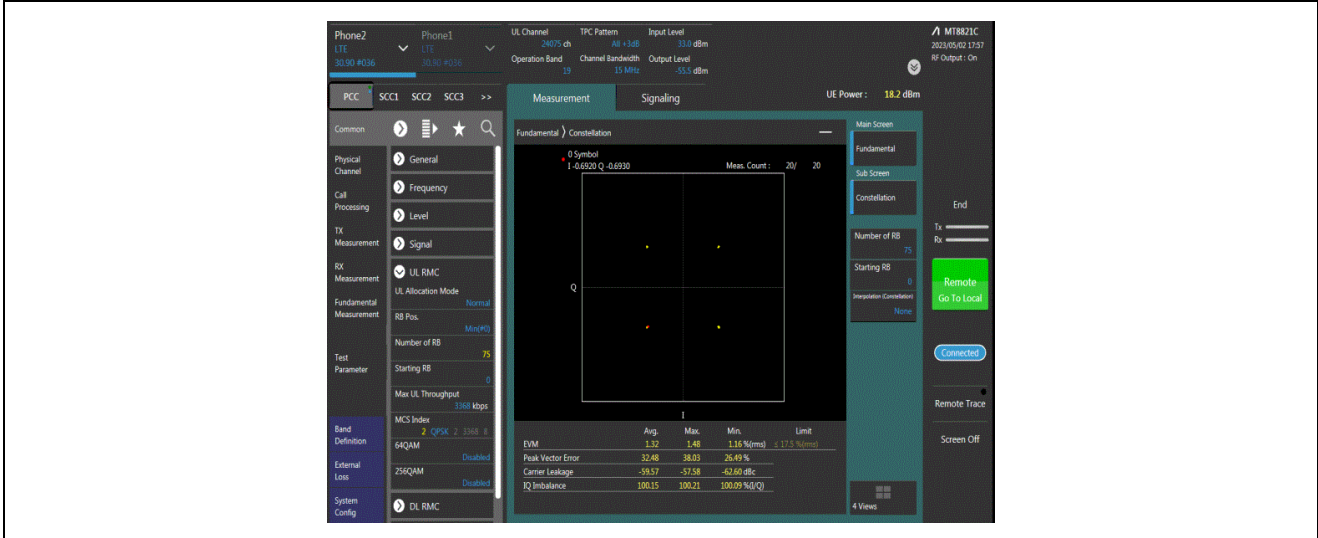 Phone2
LTE
30.90 #036
Phone1
LTE
30.90 #036
UL Channel
24075 ch
TPC Pattern
All +3dB
Input Level
33.0 dBm
Operation Band
19
Channel Bandwidth
15 MHz
Output Level
-55.5 dBm
MT8821C
2023/05/02 17:57
RF Output : On
PCC SCC1 SCC2 SCC3 >>
Measurement
Signaling
UE Power : 18.2 dBm
Common
Physical
Channel
Call
Processing
TX
Measurement
RX
Measurement
Fundamental
Measurement
Test
Parameter
Band
Definition
External
Loss
System
Config
General
Frequency
Level
Signal
UL RMC
UL Allocation Mode
Normal
RB Pos.
Min(#0)
Number of RB
75
Starting RB
0
Max UL Throughput
3368 kbps
MCS Index
2 QPSK 2 3368 8
64QAM
Disabled
256QAM
Disabled
DL RMC
Fundamental 〉 Constellation
0 Symbol
I -0.6920 Q -0.6930
Meas. Count : 20/ 20
Q
I
Avg. Max. Min. Limit
EVM 1.32 1.48 1.16 %(rms) ≤ 17.5 %(rms)
Peak Vector Error 32.48 38.03 26.49 %
Carrier Leakage -59.57 -57.58 -62.60 dBc
IQ Imbalance 100.15 100.21 100.09 %(I/Q)
Main Screen
Fundamental
Sub Screen
Constellation
Number of RB
75
Starting RB
0
Interpolation (Constellation)
None
4 Views
End
Tx
Rx
Remote
Go To Local
Connected
Remote Trace
Screen Off